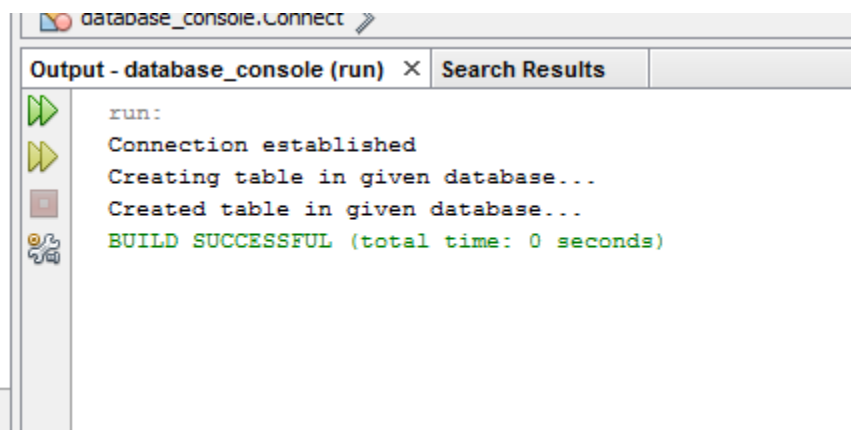 database_console.Connect
Output - database_console (run) × Search Results
run:
Connection established
Creating table in given database...
Created table in given database...
BUILD SUCCESSFUL (total time: 0 seconds)